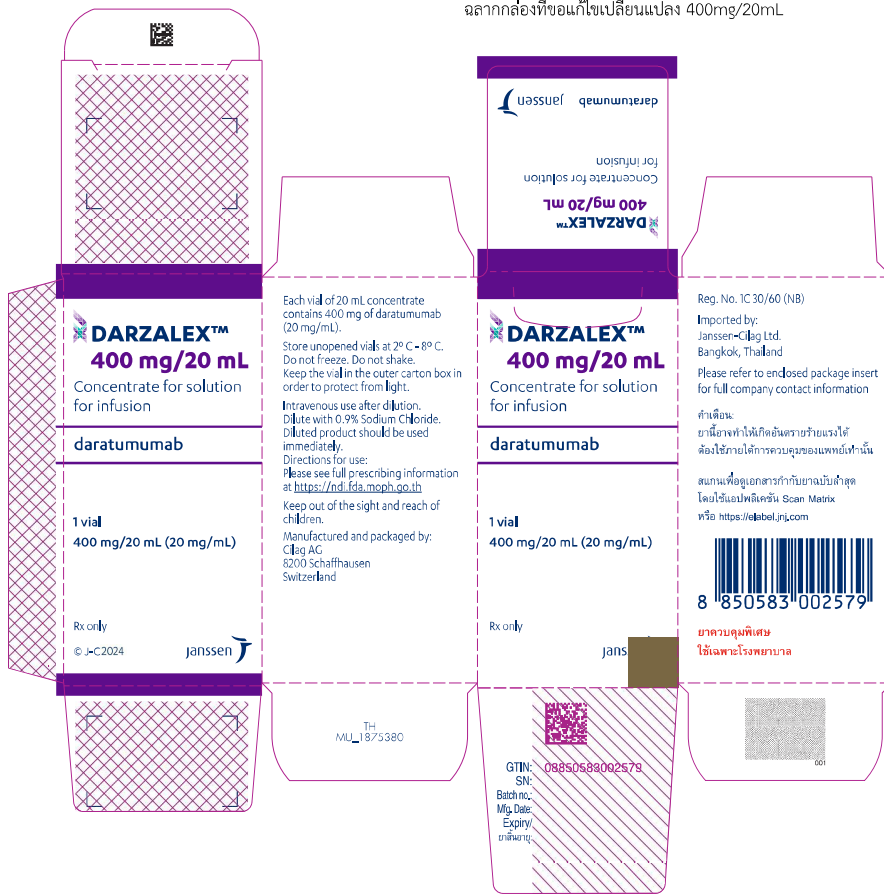 ฉลากกล่องที่ขอแก้ไขเปลี่ยนแปลง 400mg/20mL
daratumumab janssen
Concentrate for solution
for infusion
400 mg/20 mL
DARZALEX™
DARZALEX™
400 mg/20 mL
Concentrate for solution
for infusion
daratumumab
1 vial
400 mg/20 mL (20 mg/mL)
Rx only
© J-C2024
janssen
Each vial of 20 mL concentrate
contains 400 mg of daratumumab
(20 mg/mL).
Store unopened vials at 2º C - 8º C.
Do not freeze. Do not shake.
Keep the vial in the outer carton box in
order to protect from light.
Intravenous use after dilution.
Dilute with 0.9% Sodium Chloride.
Diluted product should be used
immediately.
Directions for use:
Please see full prescribing information
at https://ndi.fda.moph.go.th
Keep out of the sight and reach of
children.
Manufactured and packaged by:
Cilag AG
8200 Schaffhausen
Switzerland
TH
MU_1875380
DARZALEX™
400 mg/20 mL
Concentrate for solution
for infusion
daratumumab
1 vial
400 mg/20 mL (20 mg/mL)
Rx only
jans
GTIN: 08850583002579
SN:
Batch no.:
Mfg. Date:
Expiry/
ยาสิ้นอายุ:
Reg. No. 1C 30/60 (NB)
Imported by:
Janssen-Cilag Ltd.
Bangkok, Thailand
Please refer to enclosed package insert
for full company contact information
คำเตือน:
ยานี้อาจทำให้เกิดอันตรายร้ายแรงได้
ต้องใช้ภายใต้การควบคุมของแพทย์เท่านั้น
สแกนเพื่อดูเอกสารกำกับยาฉบับล่าสุด
โดยใช้แอปพลิเคชัน Scan Matrix
หรือ https://elabel.jnj.com
8 850583 002579
ยาควบคุมพิเศษ
ใช้เฉพาะโรงพยาบาล
001